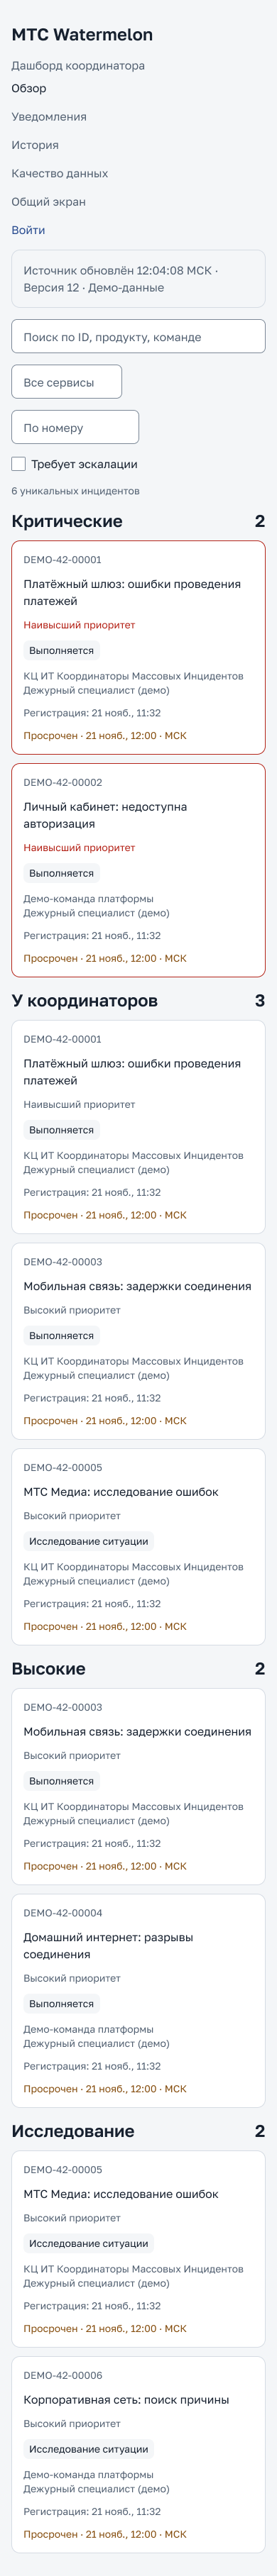 МТС Watermelon
Дашборд координатора
Обзор
Уведомления
История
Качество данных
Общий экран
Войти
Источник обновлён 12:04:08 МСК ·
Версия 12 · Демо-данные
Поиск по ID, продукту, команде
Все сервисы
По номеру
Требует эскалации
6 уникальных инцидентов
Критические 2
DEMO-42-00001
Платёжный шлюз: ошибки проведения
платежей
Наивысший приоритет
Выполняется
КЦ ИТ Координаторы Массовых Инцидентов
Дежурный специалист (демо)
Регистрация: 21 нояб., 11:32
Просрочен · 21 нояб., 12:00 · МСК
DEMO-42-00002
Личный кабинет: недоступна
авторизация
Наивысший приоритет
Выполняется
Демо-команда платформы
Дежурный специалист (демо)
Регистрация: 21 нояб., 11:32
Просрочен · 21 нояб., 12:00 · МСК
У координаторов 3
DEMO-42-00001
Платёжный шлюз: ошибки проведения
платежей
Наивысший приоритет
Выполняется
КЦ ИТ Координаторы Массовых Инцидентов
Дежурный специалист (демо)
Регистрация: 21 нояб., 11:32
Просрочен · 21 нояб., 12:00 · МСК
DEMO-42-00003
Мобильная связь: задержки соединения
Высокий приоритет
Выполняется
КЦ ИТ Координаторы Массовых Инцидентов
Дежурный специалист (демо)
Регистрация: 21 нояб., 11:32
Просрочен · 21 нояб., 12:00 · МСК
DEMO-42-00005
МТС Медиа: исследование ошибок
Высокий приоритет
Исследование ситуации
КЦ ИТ Координаторы Массовых Инцидентов
Дежурный специалист (демо)
Регистрация: 21 нояб., 11:32
Просрочен · 21 нояб., 12:00 · МСК
Высокие 2
DEMO-42-00003
Мобильная связь: задержки соединения
Высокий приоритет
Выполняется
КЦ ИТ Координаторы Массовых Инцидентов
Дежурный специалист (демо)
Регистрация: 21 нояб., 11:32
Просрочен · 21 нояб., 12:00 · МСК
DEMO-42-00004
Домашний интернет: разрывы
соединения
Высокий приоритет
Выполняется
Демо-команда платформы
Дежурный специалист (демо)
Регистрация: 21 нояб., 11:32
Просрочен · 21 нояб., 12:00 · МСК
Исследование 2
DEMO-42-00005
МТС Медиа: исследование ошибок
Высокий приоритет
Исследование ситуации
КЦ ИТ Координаторы Массовых Инцидентов
Дежурный специалист (демо)
Регистрация: 21 нояб., 11:32
Просрочен · 21 нояб., 12:00 · МСК
DEMO-42-00006
Корпоративная сеть: поиск причины
Высокий приоритет
Исследование ситуации
Демо-команда платформы
Дежурный специалист (демо)
Регистрация: 21 нояб., 11:32
Просрочен · 21 нояб., 12:00 · МСК